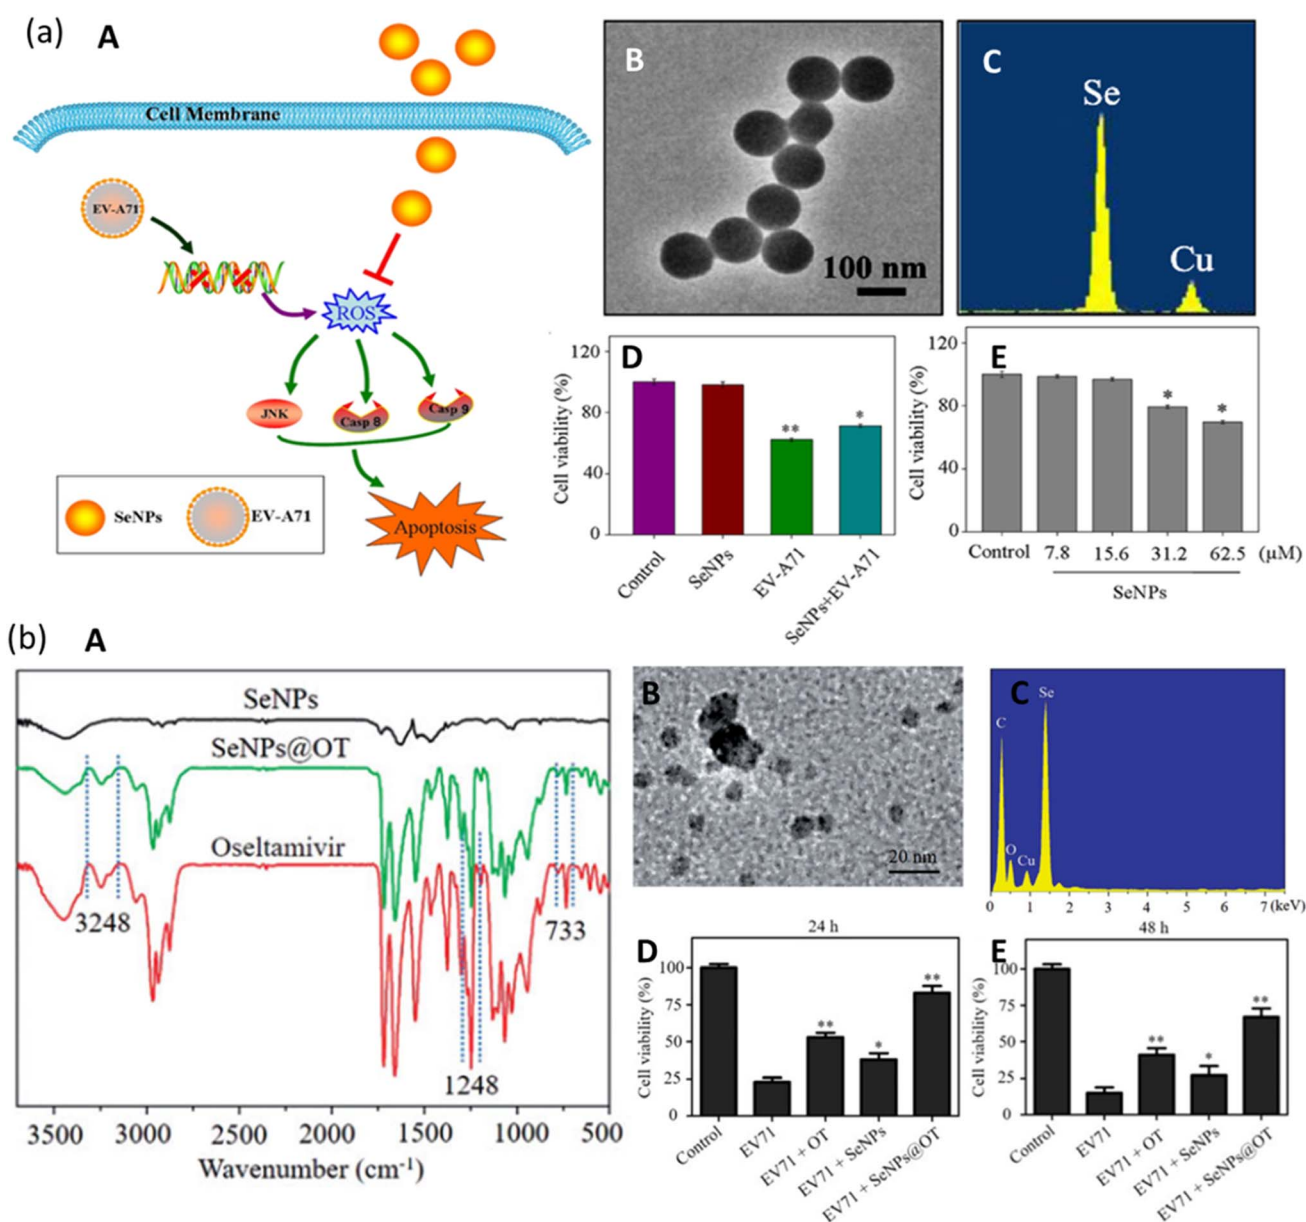 (a)
A
Cell Membrane
EV-A71
ROS
JNK
Casp 8
Casp 9
Apoptosis
SeNPs
EV-A71
B
100 nm
C
Se
Cu
D
Cell viability (%)
120
80
40
0
**
*
Control
SeNPs
EV-A71
SeNPs+EV-A71
E
Cell viability (%)
120
80
40
0
*
*
Control 7.8 15.6 31.2 62.5 (µM)
SeNPs
(b)
A
SeNPs
SeNPs@OT
Oseltamivir
3248
733
1248
3500 3000 2500 2000 1500 1000 500
Wavenumber (cm-1)
B
20 nm
C
C
O
Cu
Se
0 1 2 3 4 5 6 7 (keV)
24 h
D
Cell viability (%)
100
75
50
25
0
**
*
**
Control
EV71
EV71 + OT
EV71 + SeNPs
EV71 + SeNPs@OT
48 h
E
Cell viability (%)
100
75
50
25
0
**
*
**
Control
EV71
EV71 + OT
EV71 + SeNPs
EV71 + SeNPs@OT